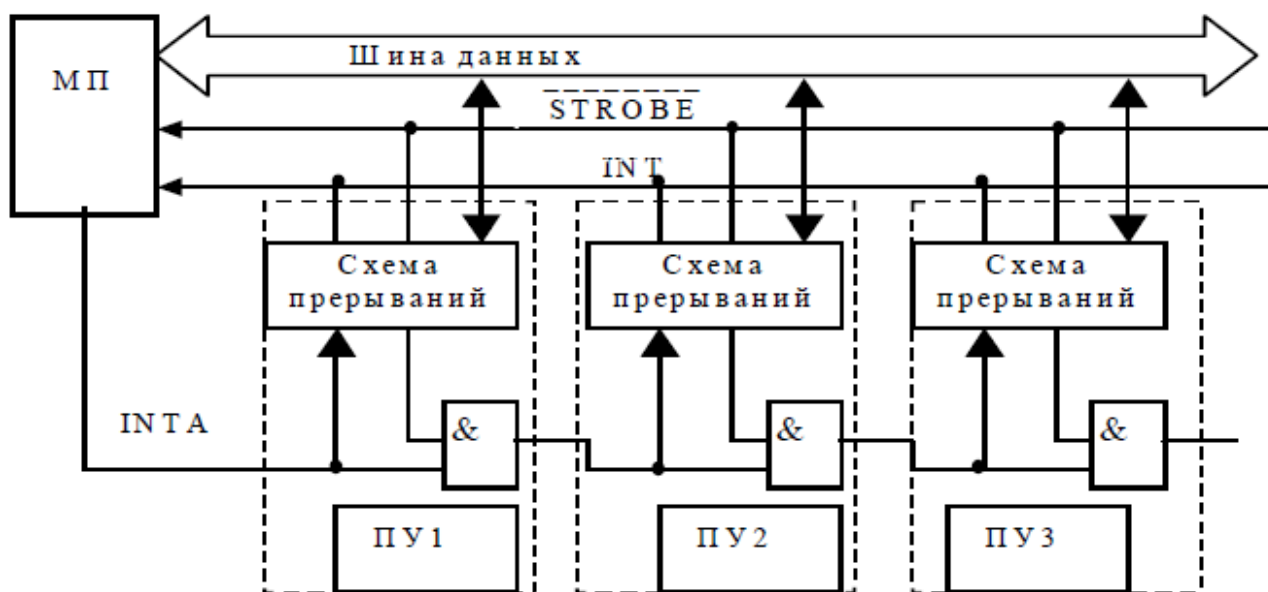 МП
Шина данных
STROBE
INT
Схема
прерываний
Схема
прерываний
Схема
прерываний
INTA
&
&
&
ПУ1
ПУ2
ПУ3